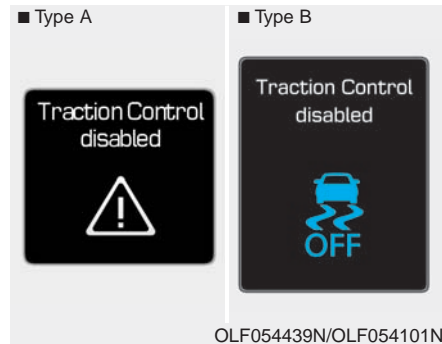 ■ Type A
Traction Control
disabled
■ Type B
Traction Control
disabled
OFF
OLF054439N/OLF054101N